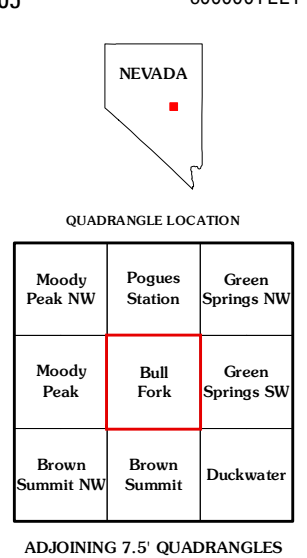 NEVADA
QUADRANGLE LOCATION
Moody
Peak NW
Pogues
Station
Green
Springs NW
Moody
Peak
Bull
Fork
Green
Springs SW
Brown
Summit NW
Brown
Summit
Duckwater
ADJOINING 7.5' QUADRANGLES